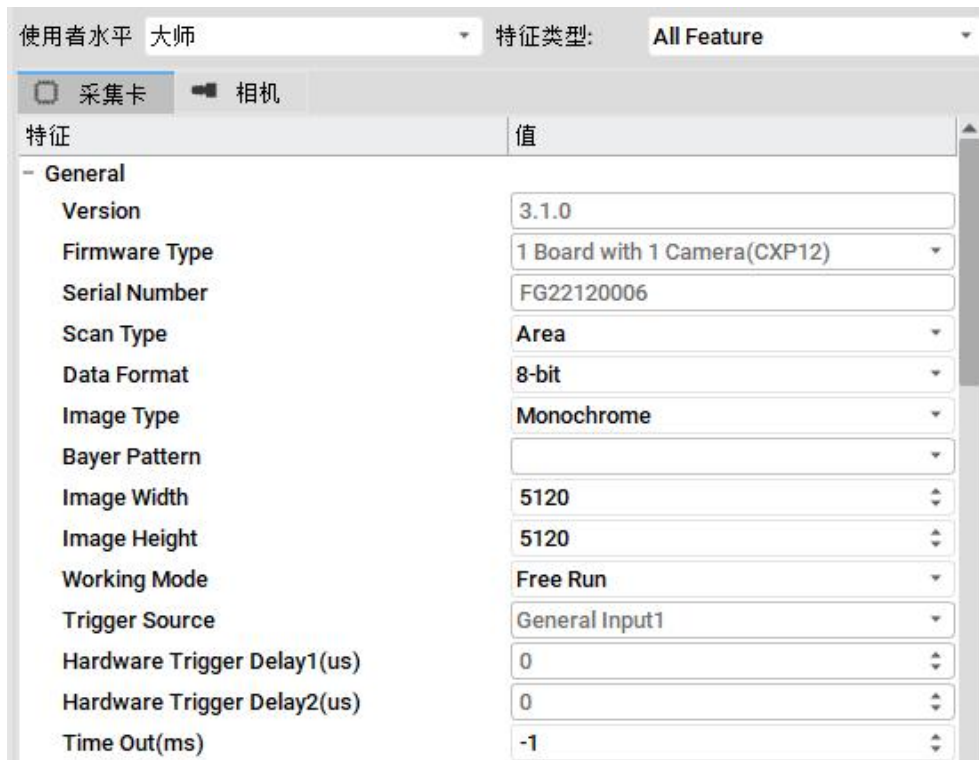 使用者水平 大师 特征类型: All Feature
采集卡 相机
特征 值
− General
Version 3.1.0
Firmware Type 1 Board with 1 Camera(CXP12)
Serial Number FG22120006
Scan Type Area
Data Format 8-bit
Image Type Monochrome
Bayer Pattern
Image Width 5120
Image Height 5120
Working Mode Free Run
Trigger Source General Input1
Hardware Trigger Delay1(us) 0
Hardware Trigger Delay2(us) 0
Time Out(ms) -1